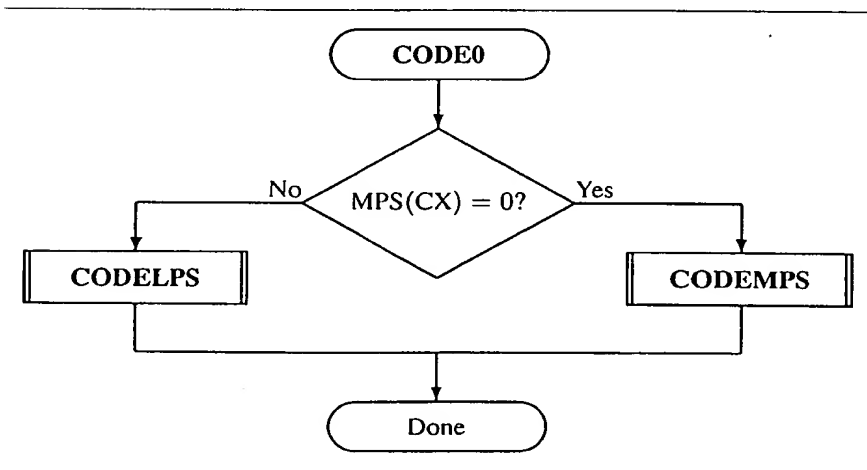 CODE0
No
MPS(CX) = 0?
Yes
CODELPS
CODEMPS
Done